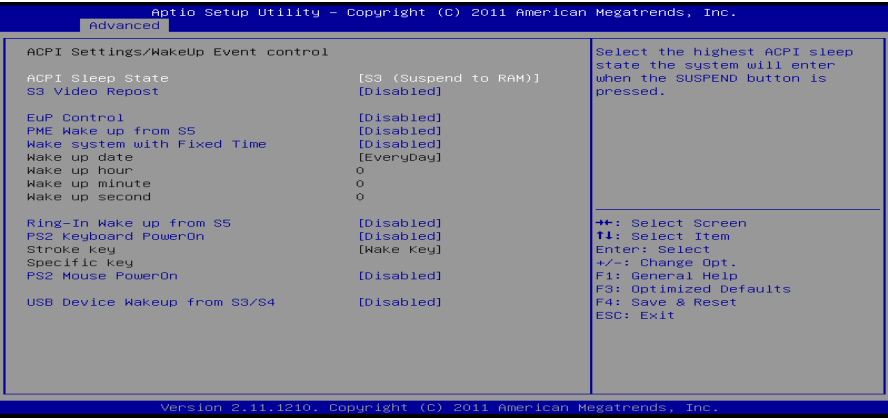 Aptio Setup Utility – Copyright (C) 2011 American Megatrends, Inc.
Advanced
ACPI Settings/WakeUp Event control
ACPI Sleep State [S3 (Suspend to RAM)]
S3 Video Repost [Disabled]
EuP Control [Disabled]
PME Wake up from S5 [Disabled]
Wake system with Fixed Time [Disabled]
Wake up date [EveryDay]
Wake up hour 0
Wake up minute 0
Wake up second 0
Ring-In Wake up from S5 [Disabled]
PS2 Keyboard PowerOn [Disabled]
Stroke key [Wake Key]
Specific key
PS2 Mouse PowerOn [Disabled]
USB Device Wakeup from S3/S4 [Disabled]
Select the highest ACPI sleep
state the system will enter
when the SUSPEND button is
pressed.
→←: Select Screen
↑↓: Select Item
Enter: Select
+/-: Change Opt.
F1: General Help
F3: Optimized Defaults
F4: Save & Reset
ESC: Exit
Version 2.11.1210. Copyright (C) 2011 American Megatrends, Inc.